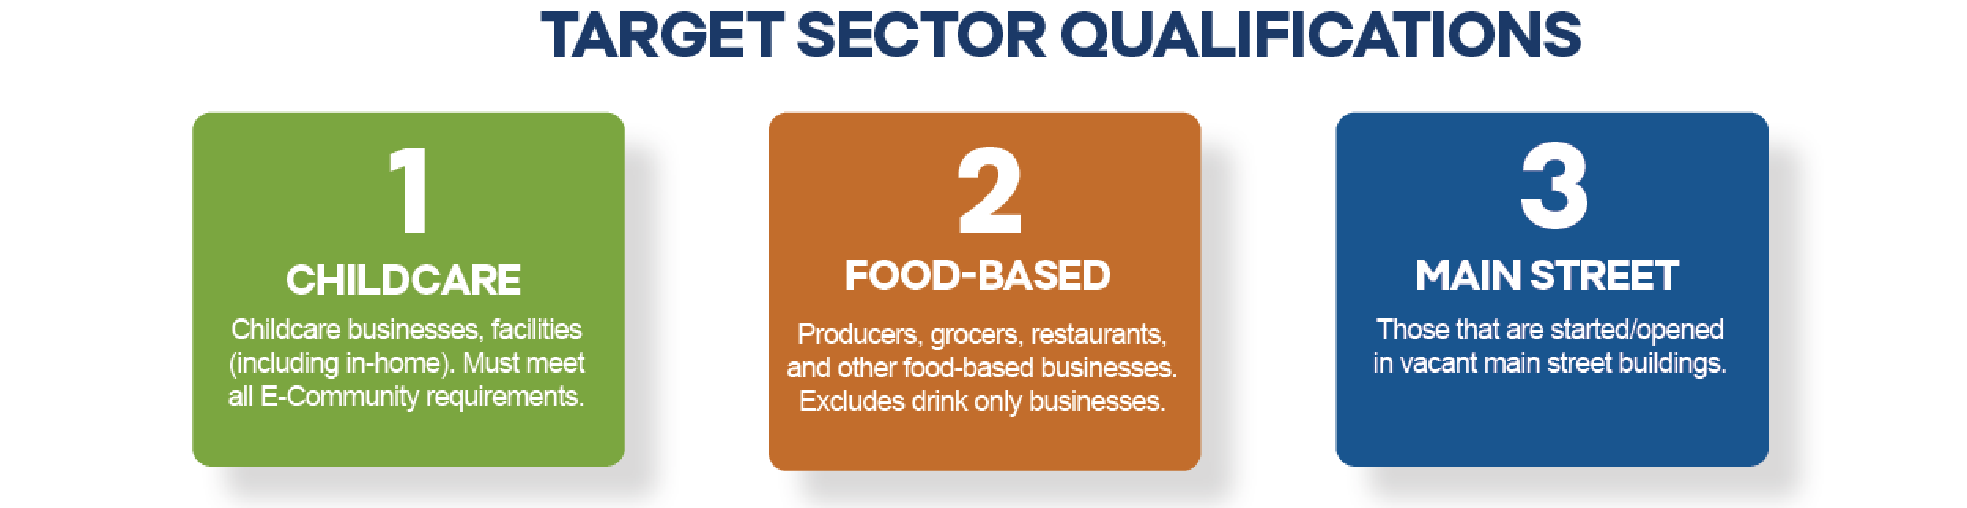 TARGET SECTOR QUALIFICATIONS
1
CHILDCARE
Childcare businesses, facilities
(including in-home). Must meet
all E-Community requirements.
2
FOOD-BASED
Producers, grocers, restaurants,
and other food-based businesses.
Excludes drink only businesses.
3
MAIN STREET
Those that are started/opened
in vacant main street buildings.